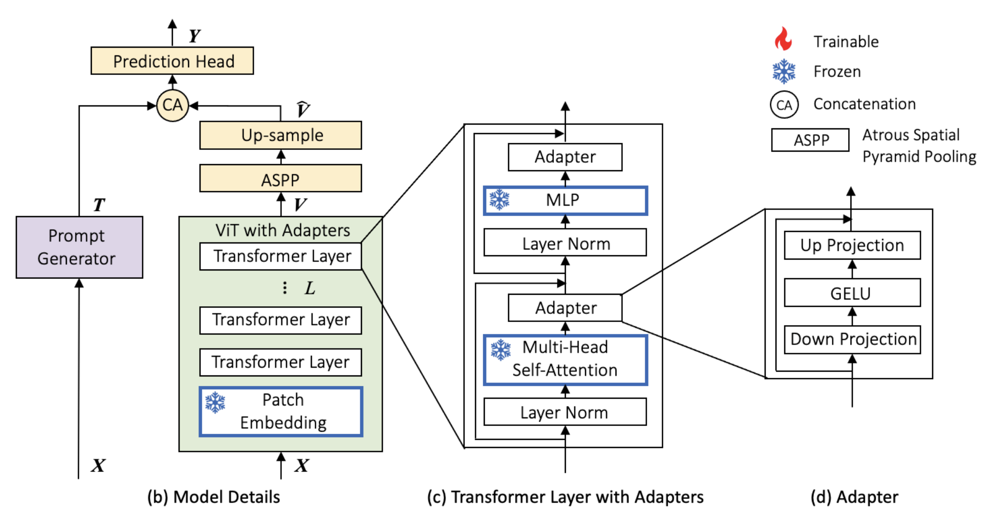 Y
Prediction Head
CA
V̂
Up-sample
ASPP
T
V
Prompt
Generator
ViT with Adapters
Transformer Layer
⋮ L
Transformer Layer
Transformer Layer
Patch
Embedding
X
X
(b) Model Details
Adapter
MLP
Layer Norm
Adapter
Multi-Head
Self-Attention
Layer Norm
(c) Transformer Layer with Adapters
Trainable
Frozen
CA Concatenation
ASPP Atrous Spatial
Pyramid Pooling
Up Projection
GELU
Down Projection
(d) Adapter